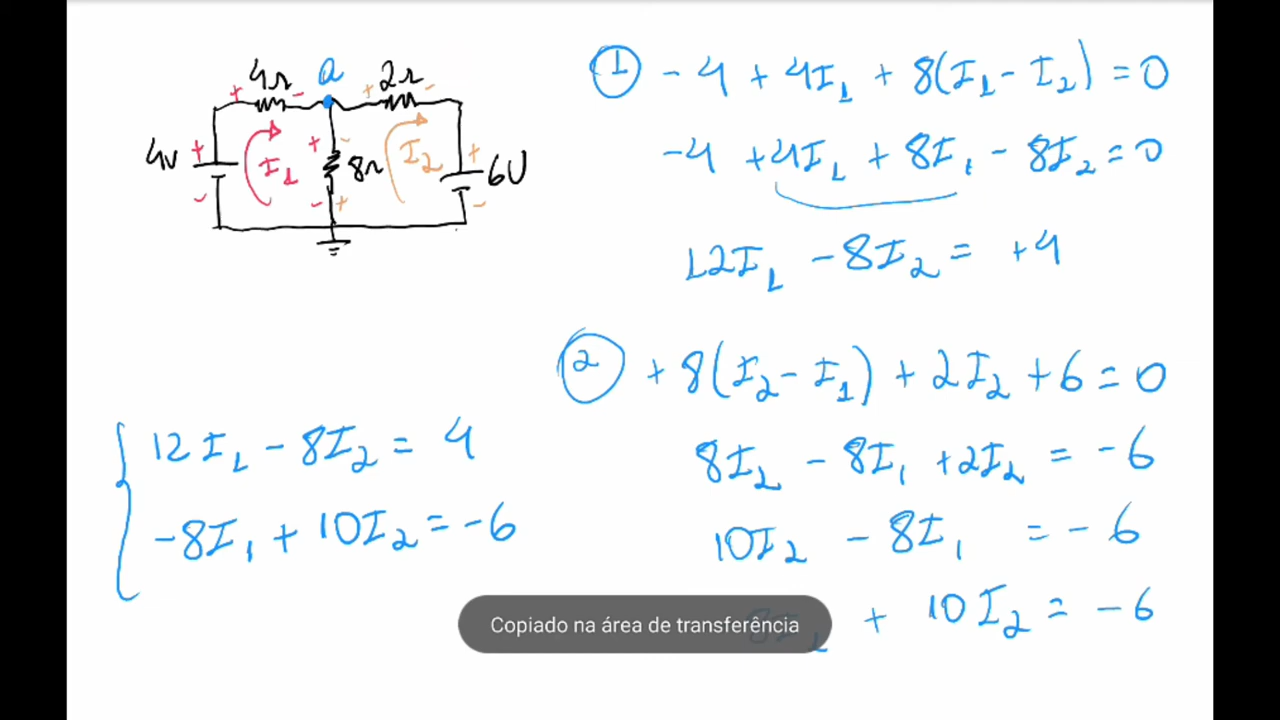 4Ω a 2Ω
+ - + -
4V + - I₁ + - 8Ω - + I₂ + - 6V
① - 4 + 4I₁ + 8(I₁ - I₂) = 0
-4 + 4I₁ + 8I₁ - 8I₂ = 0
12I₁ - 8I₂ = +4
② + 8(I₂ - I₁) + 2I₂ + 6 = 0
8I₂ - 8I₁ + 2I₂ = -6
10I₂ - 8I₁ = -6
8I₁ + 10I₂ = -6
12I₁ - 8I₂ = 4
-8I₁ + 10I₂ = -6
Copiado na área de transferência